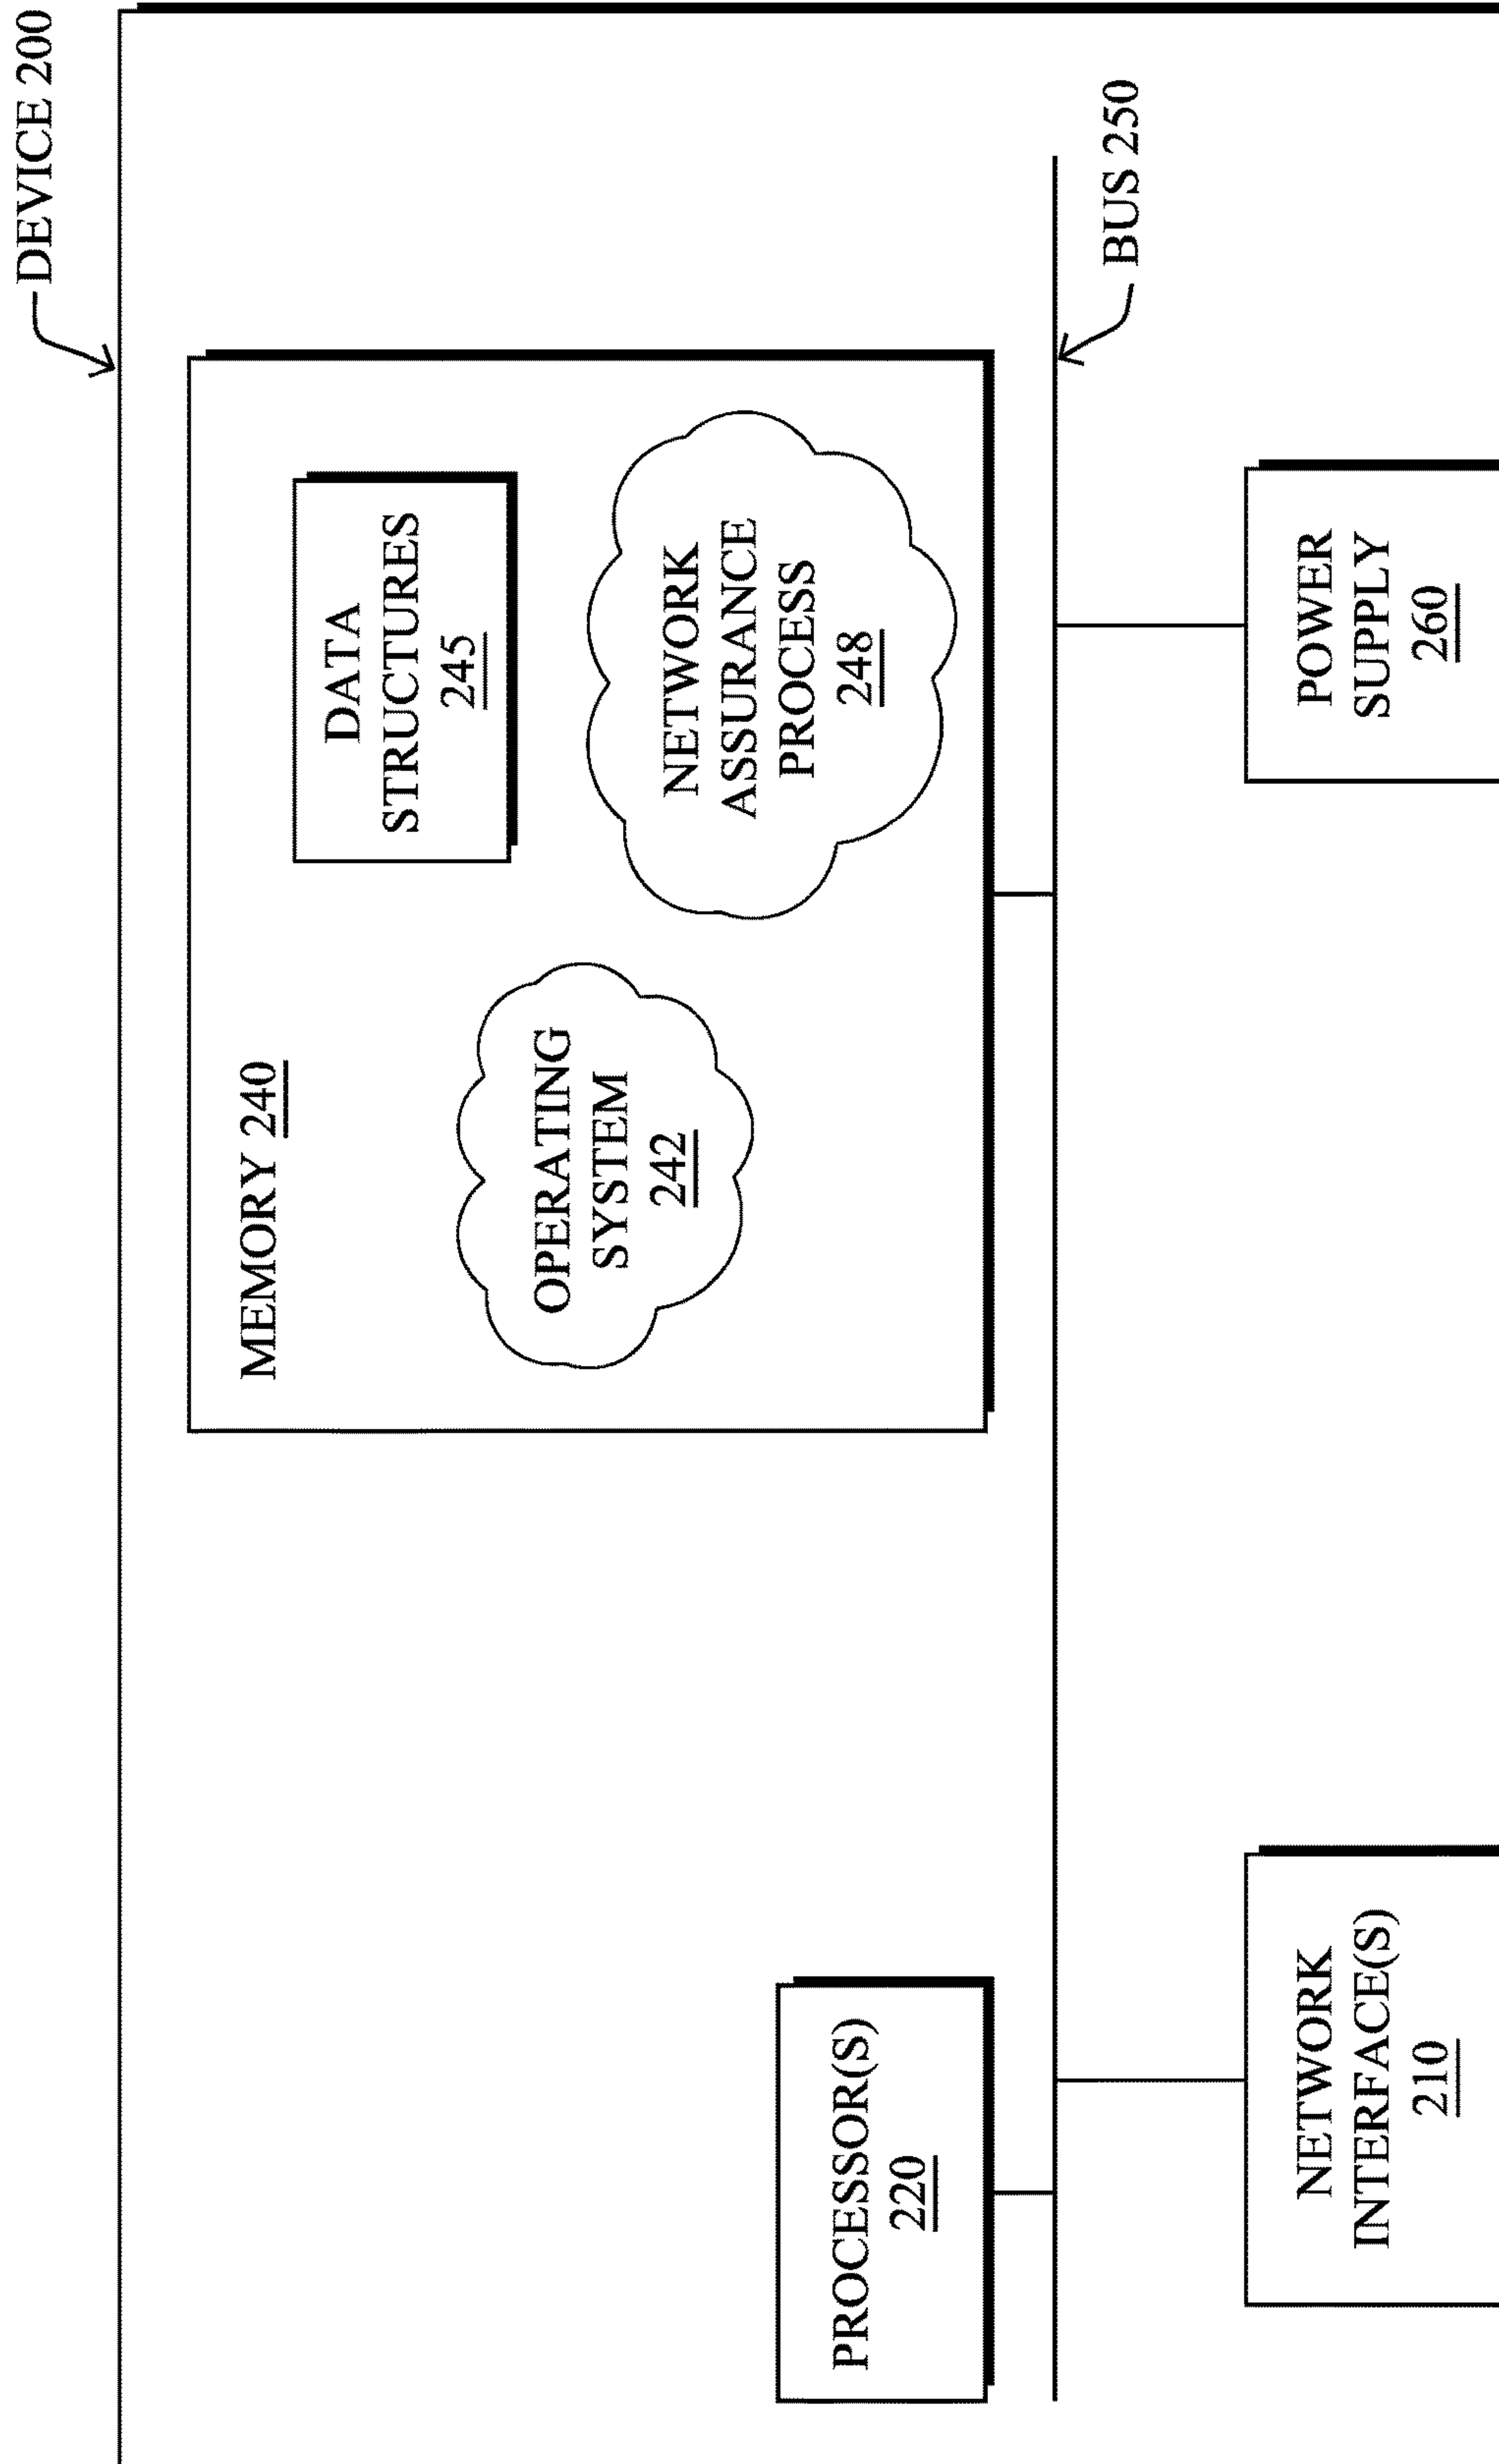 DEVICE 200
MEMORY 240
DATA
STRUCTURES
245
OPERATING
SYSTEM
242
NETWORK
ASSURANCE
PROCESS
248
PROCESSOR(S)
220
BUS 250
NETWORK
INTERFACE(S)
210
POWER
SUPPLY
260